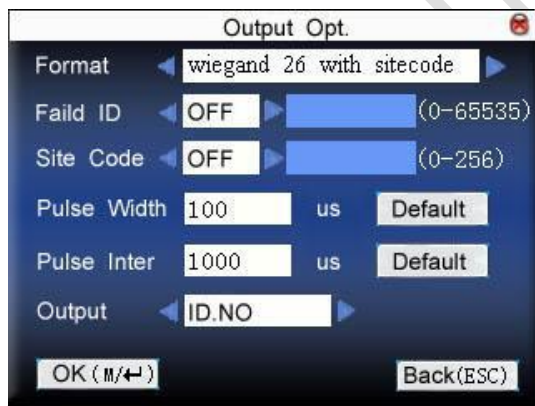 Output Opt.
Format wiegand 26 with sitecode
Faild ID OFF (0-65535)
Site Code OFF (0-256)
Pulse Width 100 us Default
Pulse Inter 1000 us Default
Output ID.NO
OK(M/↵) Back(ESC)